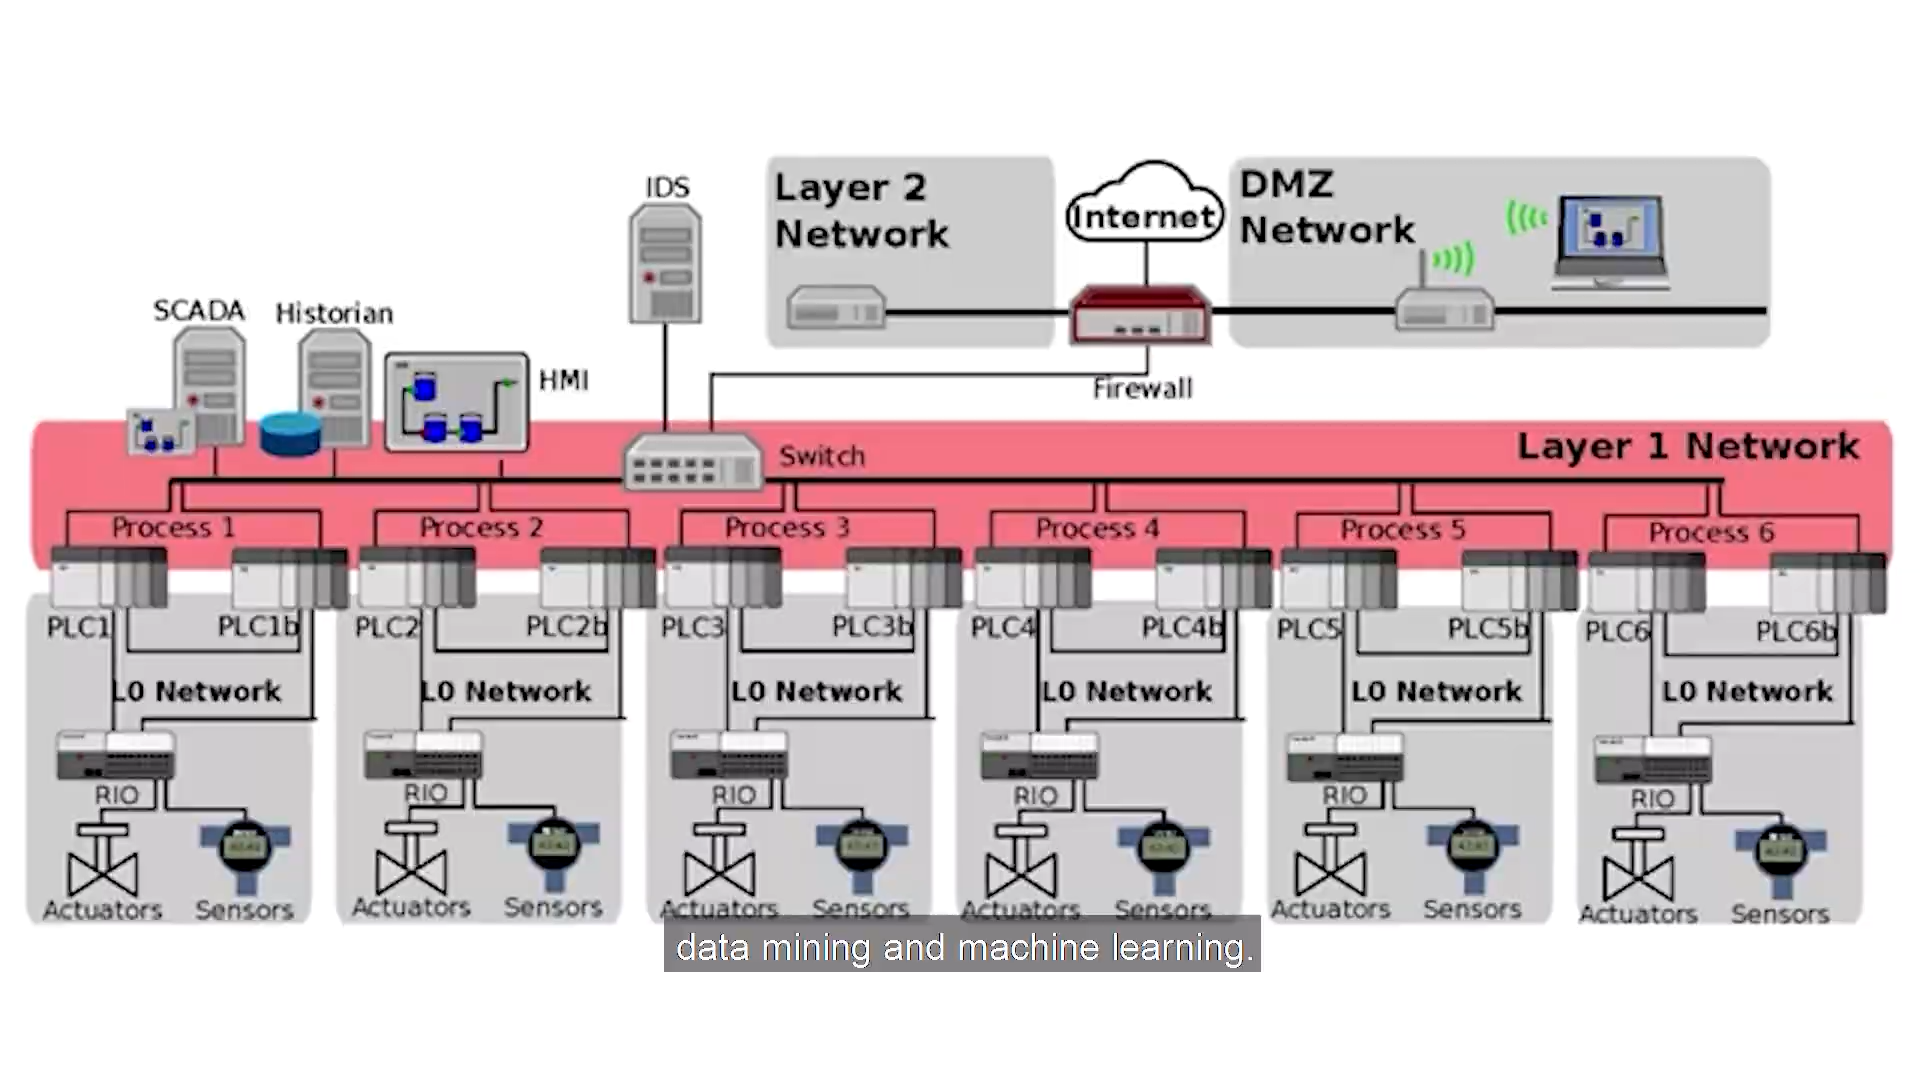 IDS
Layer 2
Network
Internet
DMZ
Network
SCADA
Historian
HMI
Firewall
Switch
Layer 1 Network
Process 1
Process 2
Process 3
Process 4
Process 5
Process 6
PLC1
PLC1b
PLC2
PLC2b
PLC3
PLC3b
PLC4
PLC4b
PLC5
PLC5b
PLC6
PLC6b
L0 Network
L0 Network
L0 Network
L0 Network
L0 Network
L0 Network
RIO
RIO
RIO
RIO
RIO
RIO
Actuators
Sensors
Actuators
Sensors
Actuators
Sensors
Actuators
Sensors
Actuators
Sensors
Actuators
Sensors
data mining and machine learning.